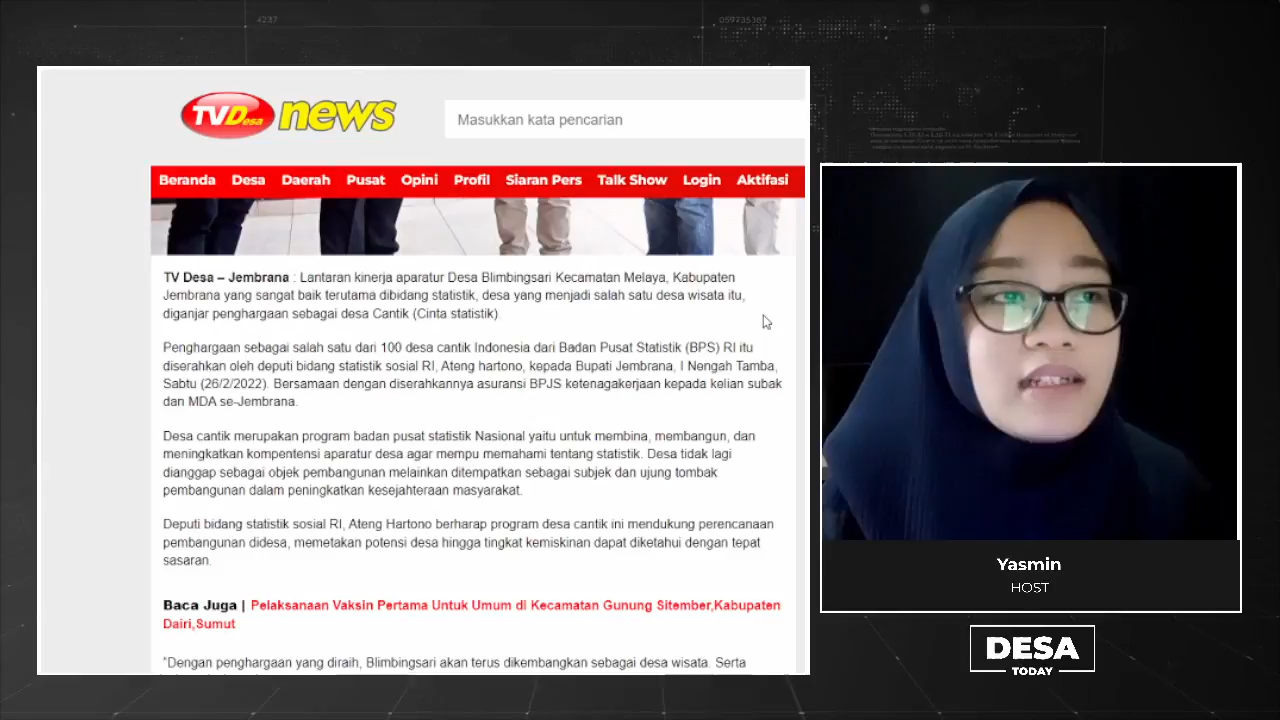 4237
059735367
TVDesa news
Masukkan kata pencarian
Beranda Desa Daerah Pusat Opini Profil Siaran Pers Talk Show Login Aktifasi
TV Desa – Jembrana : Lantaran kinerja aparatur Desa Blimbingsari Kecamatan Melaya, Kabupaten
Jembrana yang sangat baik terutama dibidang statistik, desa yang menjadi salah satu desa wisata itu,
diganjar penghargaan sebagai desa Cantik (Cinta statistik).
Penghargaan sebagai salah satu dari 100 desa cantik Indonesia dari Badan Pusat Statistik (BPS) RI itu
diserahkan oleh deputi bidang statistik sosial RI, Ateng hartono, kepada Bupati Jembrana, I Nengah Tamba,
Sabtu (26/2/2022). Bersamaan dengan diserahkannya asuransi BPJS ketenagakerjaan kepada kelian subak
dan MDA se-Jembrana.
Desa cantik merupakan program badan pusat statistik Nasional yaitu untuk membina, membangun, dan
meningkatkan kompentensi aparatur desa agar mempu memahami tentang statistik. Desa tidak lagi
dianggap sebagai objek pembangunan melainkan ditempatkan sebagai subjek dan ujung tombak
pembangunan dalam peningkatkan kesejahteraan masyarakat.
Deputi bidang statistik sosial RI, Ateng Hartono berharap program desa cantik ini mendukung perencanaan
pembangunan didesa, memetakan potensi desa hingga tingkat kemiskinan dapat diketahui dengan tepat
sasaran.
Baca Juga | Pelaksanaan Vaksin Pertama Untuk Umum di Kecamatan Gunung Sitember,Kabupaten
Dairi,Sumut
"Dengan penghargaan yang diraih, Blimbingsari akan terus dikembangkan sebagai desa wisata. Serta
Yasmin
HOST
DESA
TODAY